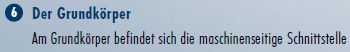 6 Der Grundkörper
Am Grundkörper befindet sich die maschinenseitige Schnittstelle